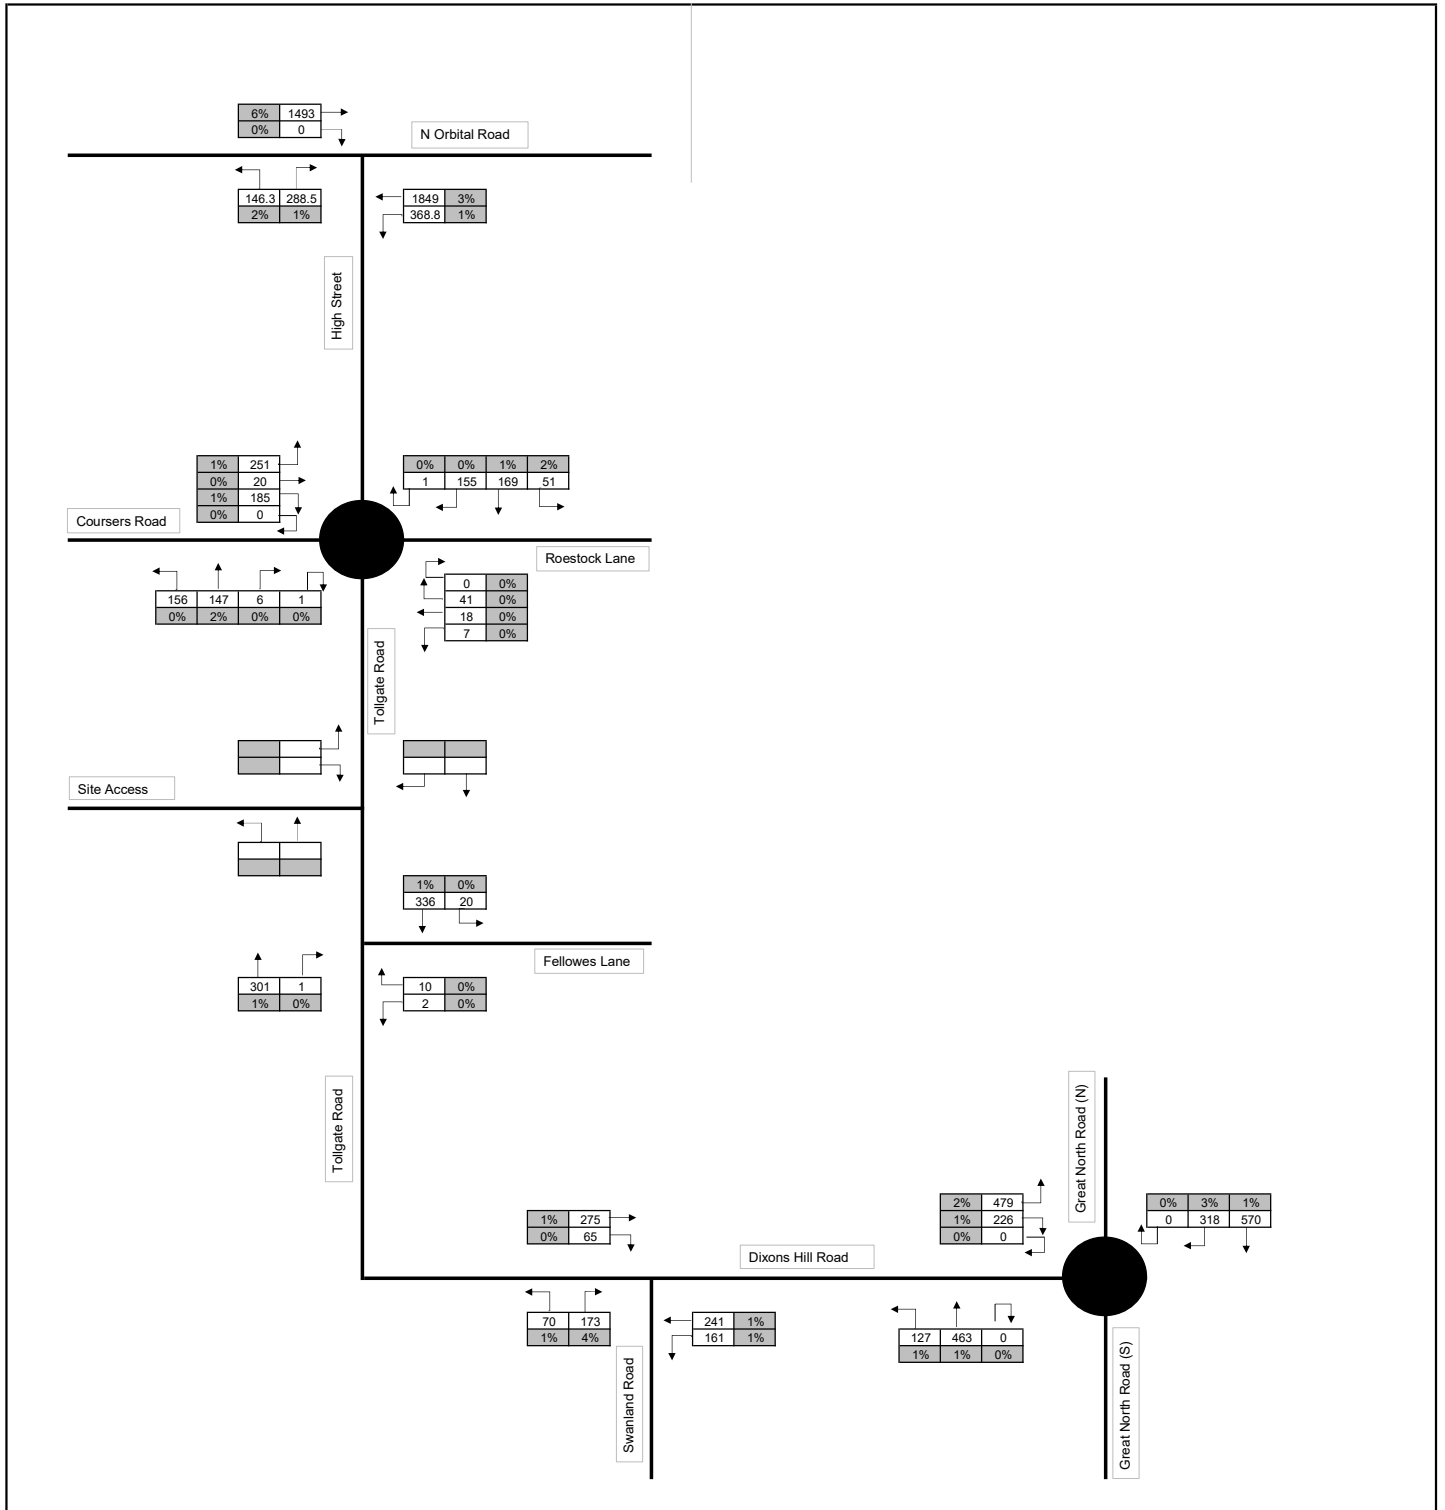 6% 1493
0% 0
N Orbital Road
146.3 288.5
2% 1%
1849 3%
368.8 1%
High Street
1% 251
0% 20
1% 185
0% 0
0% 0% 1% 2%
1 155 169 51
Coursers Road
Roestock Lane
156 147 6 1
0% 2% 0% 0%
0 0%
41 0%
18 0%
7 0%
Tollgate Road
Site Access
1% 0%
336 20
Fellowes Lane
301 1
1% 0%
10 0%
2 0%
Tollgate Road
Great North Road (N)
2% 479
1% 226
0% 0
0% 3% 1%
0 318 570
1% 275
0% 65
Dixons Hill Road
70 173
1% 4%
241 1%
161 1%
127 463 0
1% 1% 0%
Swanland Road
Great North Road (S)